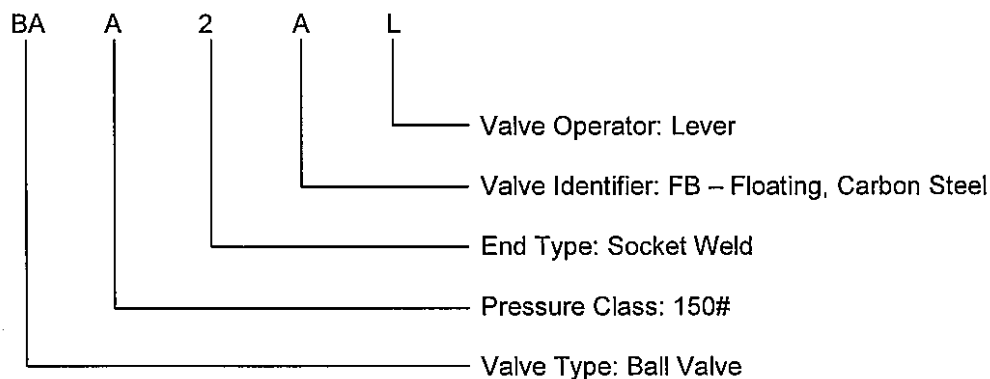 BA A 2 A L
Valve Operator: Lever
Valve Identifier: FB – Floating, Carbon Steel
End Type: Socket Weld
Pressure Class: 150#
Valve Type: Ball Valve